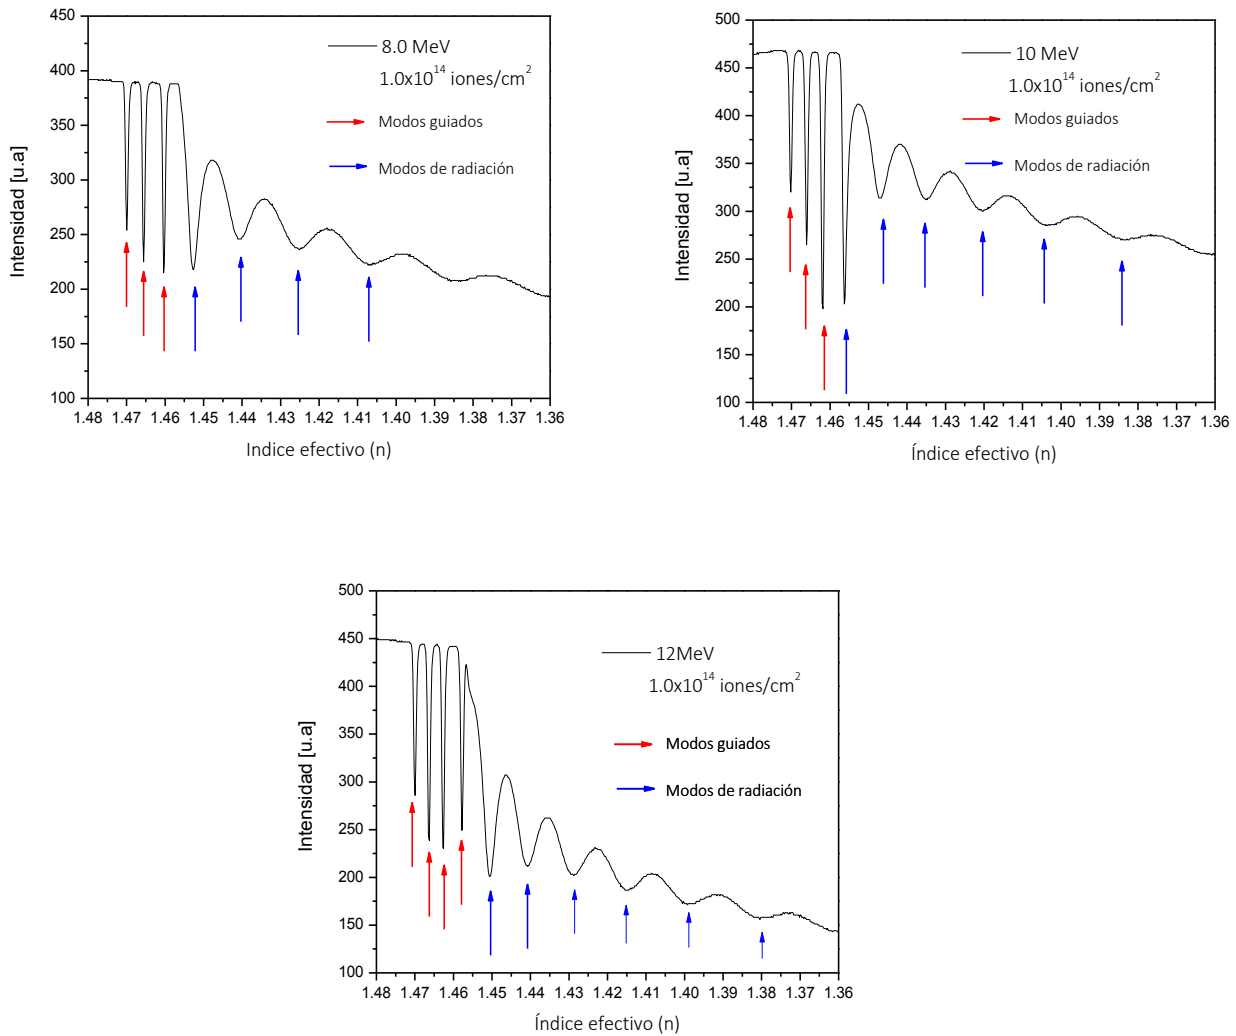 8.0 MeV
1.0x10^14 iones/cm^2
Modos guiados
Modos de radiación
Intensidad [u.a]
450
400
350
300
250
200
150
100
1.48 1.47 1.46 1.45 1.44 1.43 1.42 1.41 1.40 1.39 1.38 1.37 1.36
Indice efectivo (n)
10 MeV
1.0x10^14 iones/cm^2
Modos guiados
Modos de radiación
Intensidad [u.a]
500
450
400
350
300
250
200
150
100
1.48 1.47 1.46 1.45 1.44 1.43 1.42 1.41 1.40 1.39 1.38 1.37 1.36
Índice efectivo (n)
12MeV
1.0x10^14 iones/cm^2
Modos guiados
Modos de radiación
Intensidad [u.a]
500
450
400
350
300
250
200
150
100
1.48 1.47 1.46 1.45 1.44 1.43 1.42 1.41 1.40 1.39 1.38 1.37 1.36
Índice efectivo (n)